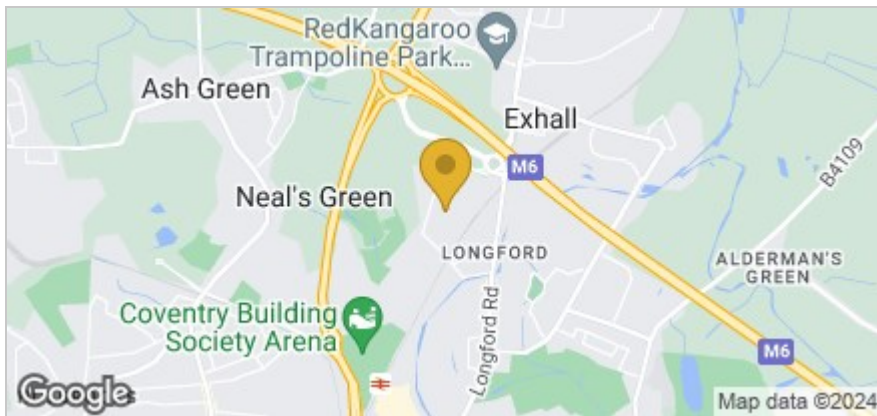 RedKangaroo
Trampoline Park...
Ash Green
Exhall
M6
B4109
Neal's Green
LONGFORD
ALDERMAN'S
GREEN
Coventry Building
Society Arena
Longford Rd
M6
Google
Map data ©2024